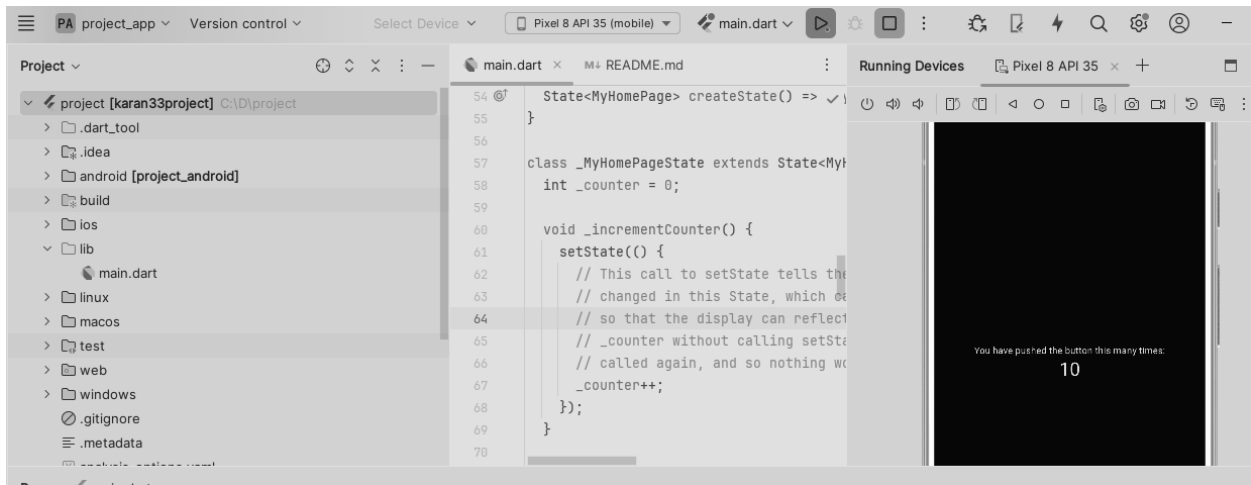 PA project_app Version control Select Device Pixel 8 API 35 (mobile) main.dart
Project
project [karan33project] C:\D\project
.dart_tool
.idea
android [project_android]
build
ios
lib
main.dart
linux
macos
test
web
windows
.gitignore
.metadata
main.dart M↓ README.md
54 State<MyHomePage> createState() =>
55 }
56
57 class _MyHomePageState extends State<MyH
58 int _counter = 0;
59
60 void _incrementCounter() {
61 setState(() {
62 // This call to setState tells the
63 // changed in this State, which ca
64 // so that the display can reflect
65 // _counter without calling setSta
66 // called again, and so nothing wo
67 _counter++;
68 });
69 }
70
Running Devices Pixel 8 API 35
You have pushed the button this many times:
10